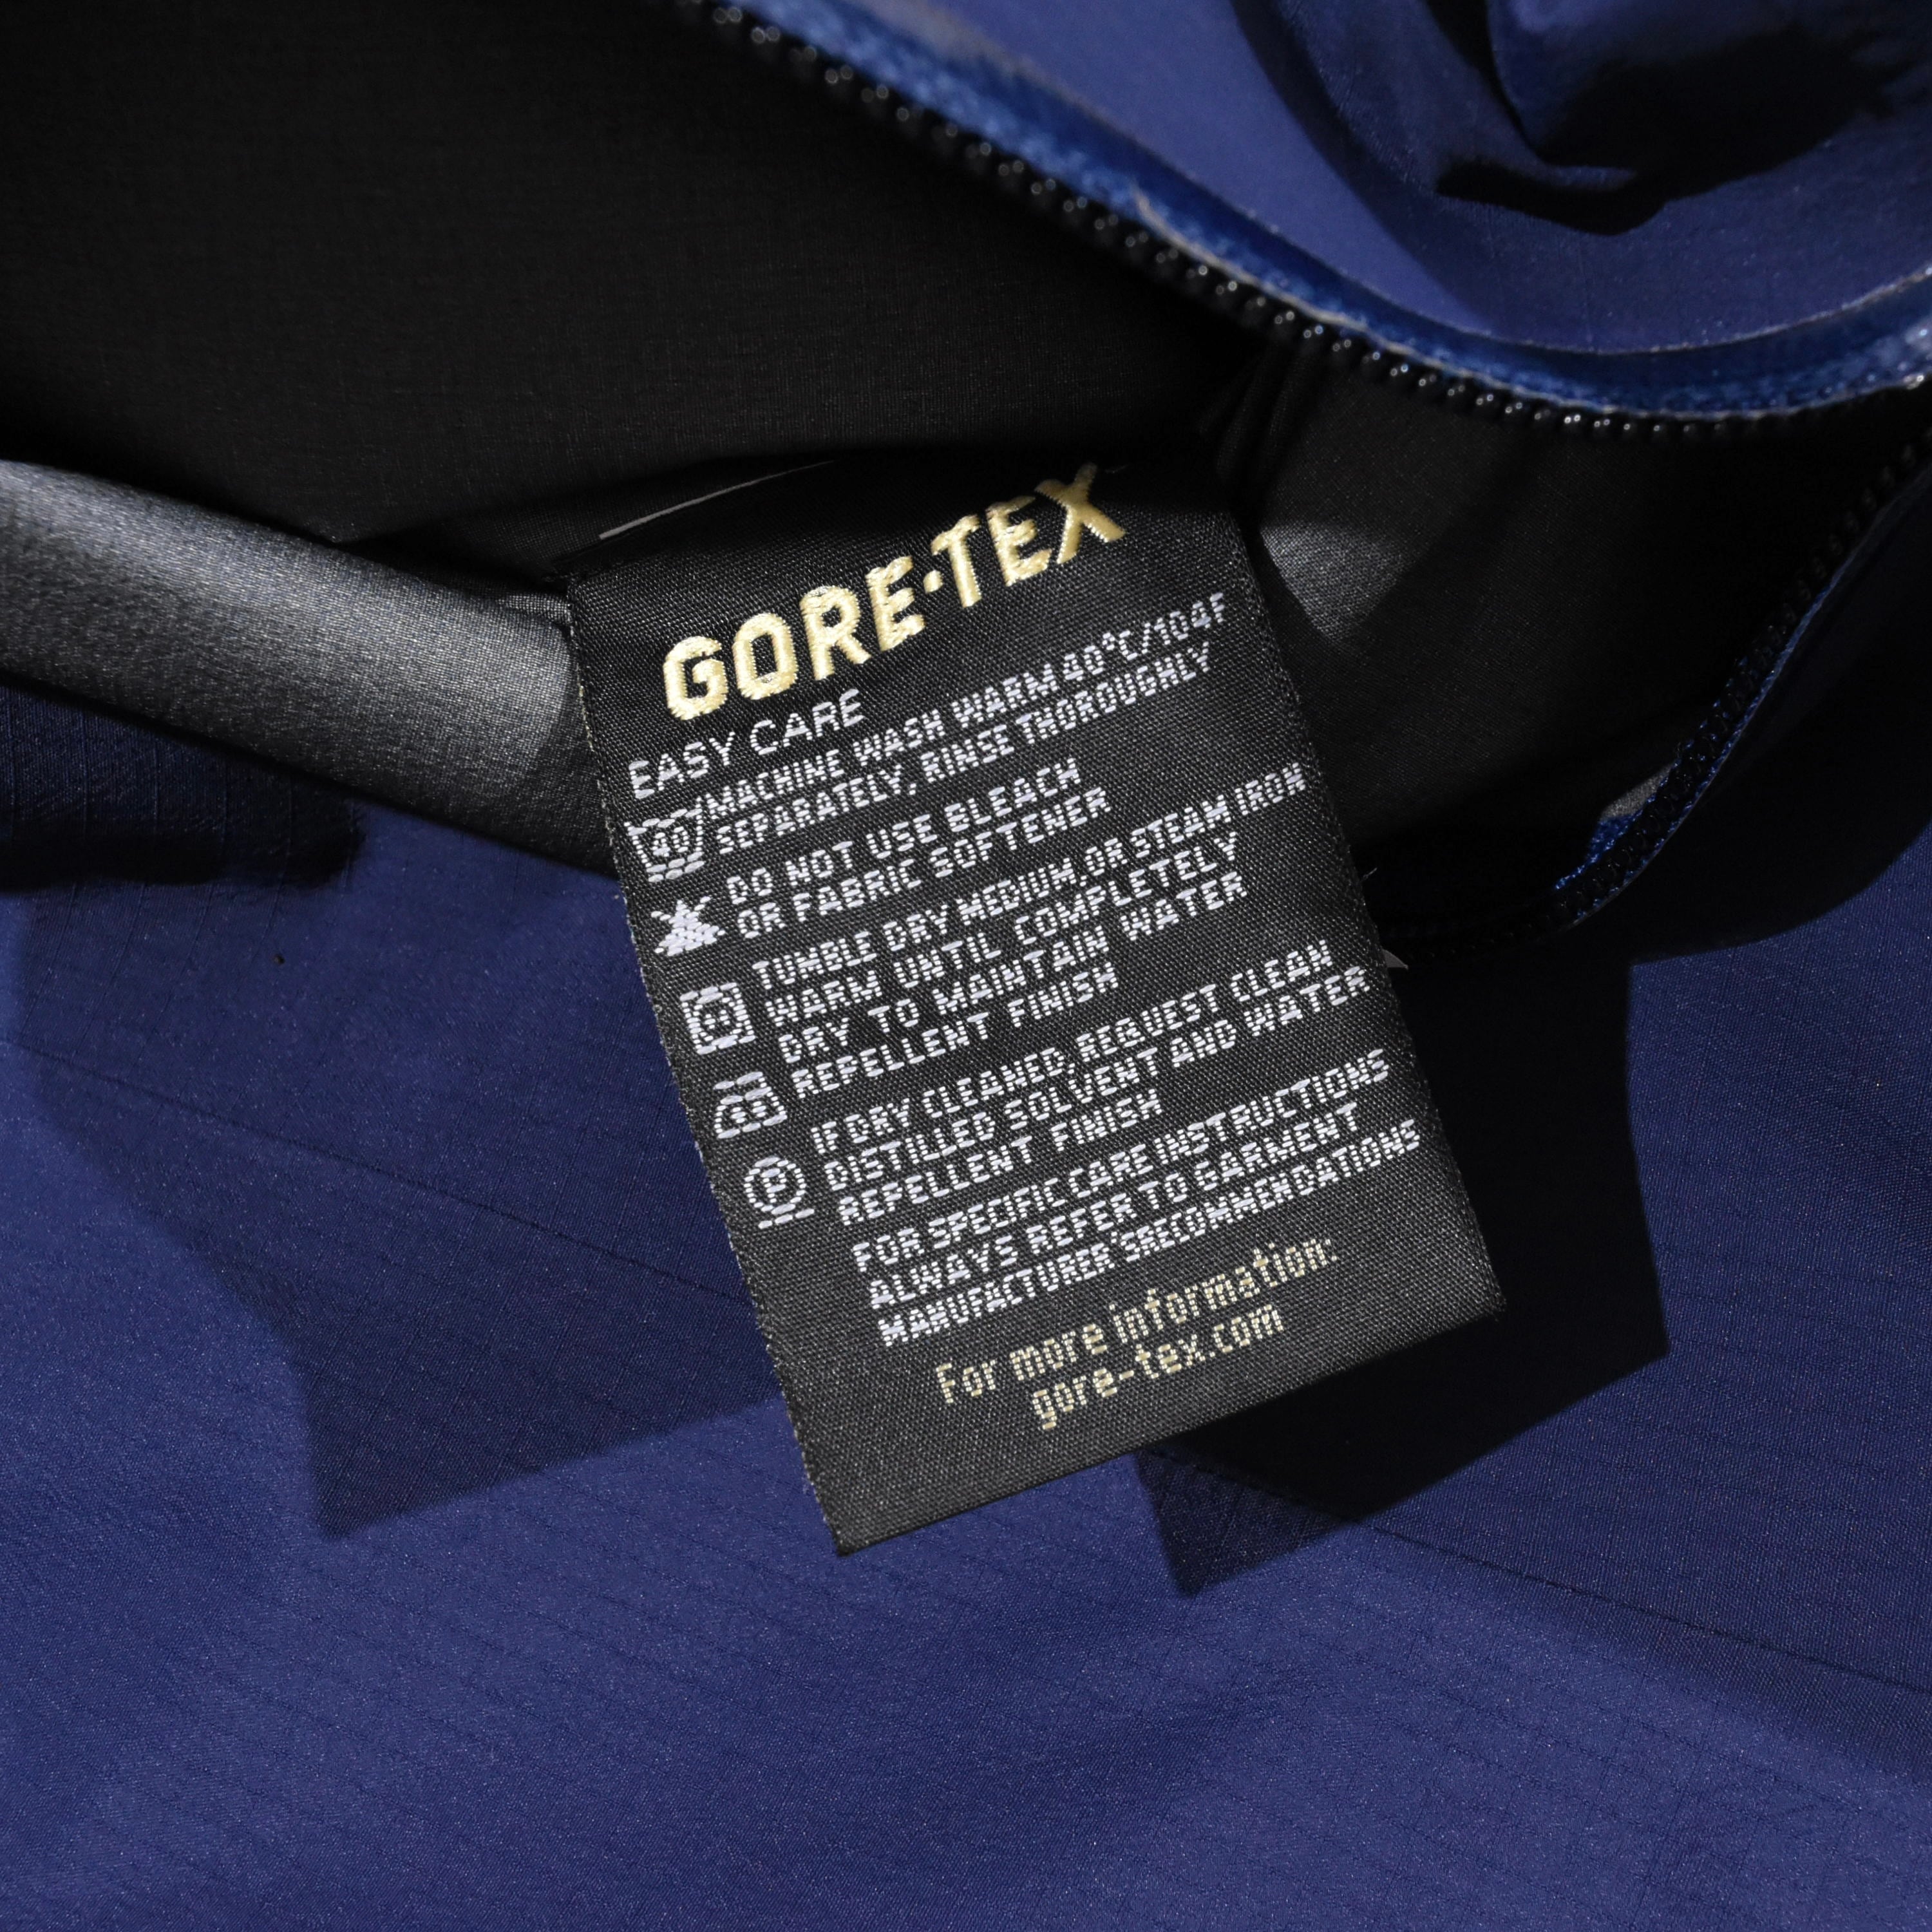 GORE-TEX
EASY CARE
40
MACHINE WASH WARM 40°C/104F
SEPARATELY, RINSE THOROUGHLY
DO NOT USE BLEACH
OR FABRIC SOFTENER
TUMBLE DRY MEDIUM, OR STEAM IRON
WARM UNTIL COMPLETELY
DRY TO MAINTAIN WATER
REPELLENT FINISH
P
IF DRY CLEANED, REQUEST CLEAN
DISTILLED SOLVENT AND WATER
REPELLENT FINISH
FOR SPECIFIC CARE INSTRUCTIONS
ALWAYS REFER TO GARMENT
MANUFACTURER'S RECOMMENDATIONS
For more information:
gore-tex.com